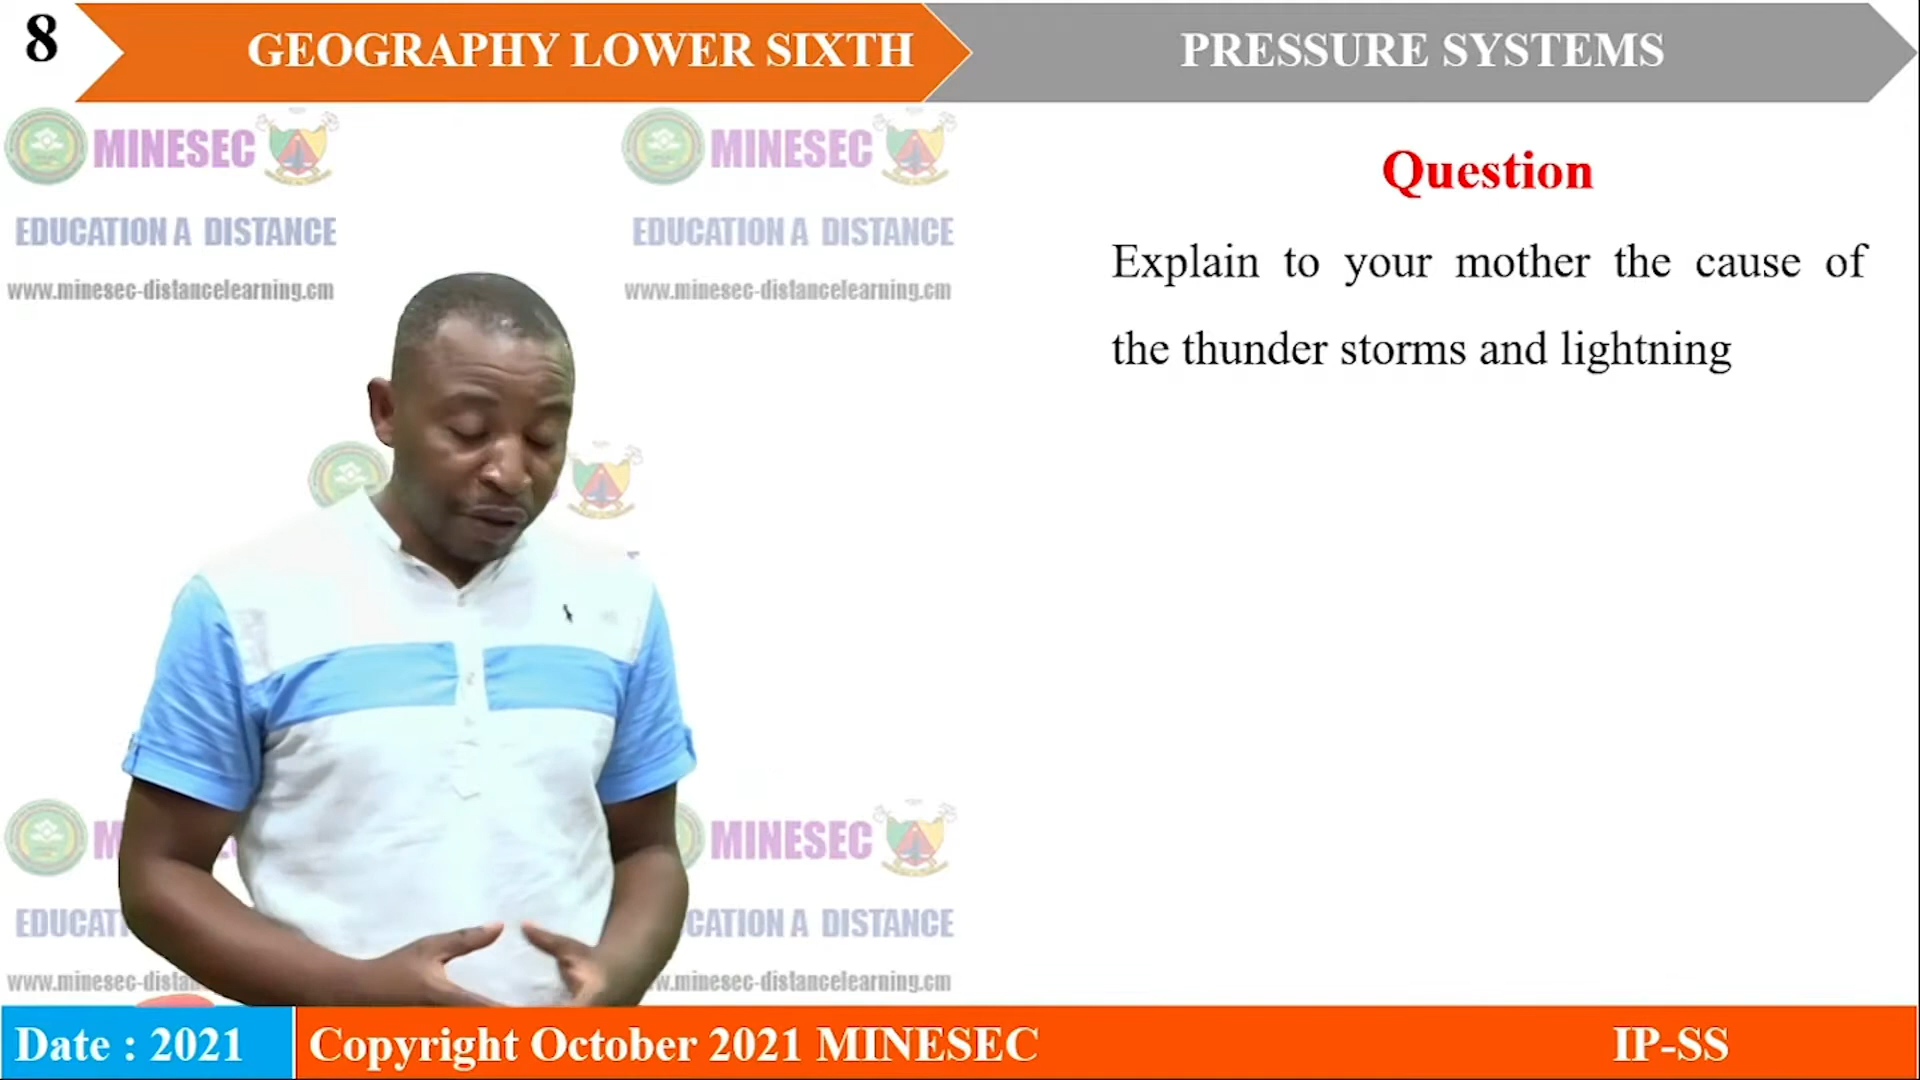 8
GEOGRAPHY LOWER SIXTH
PRESSURE SYSTEMS
MINESEC
MINESEC
EDUCATION A DISTANCE
EDUCATION A DISTANCE
www.minesec-distancelearning.cm
www.minesec-distancelearning.cm
Question
Explain to your mother the cause of
the thunder storms and lightning
MINESEC
EDUCATION A DISTANCE
www.minesec-distancelearning.cm
Date : 2021
Copyright October 2021 MINESEC
IP-SS